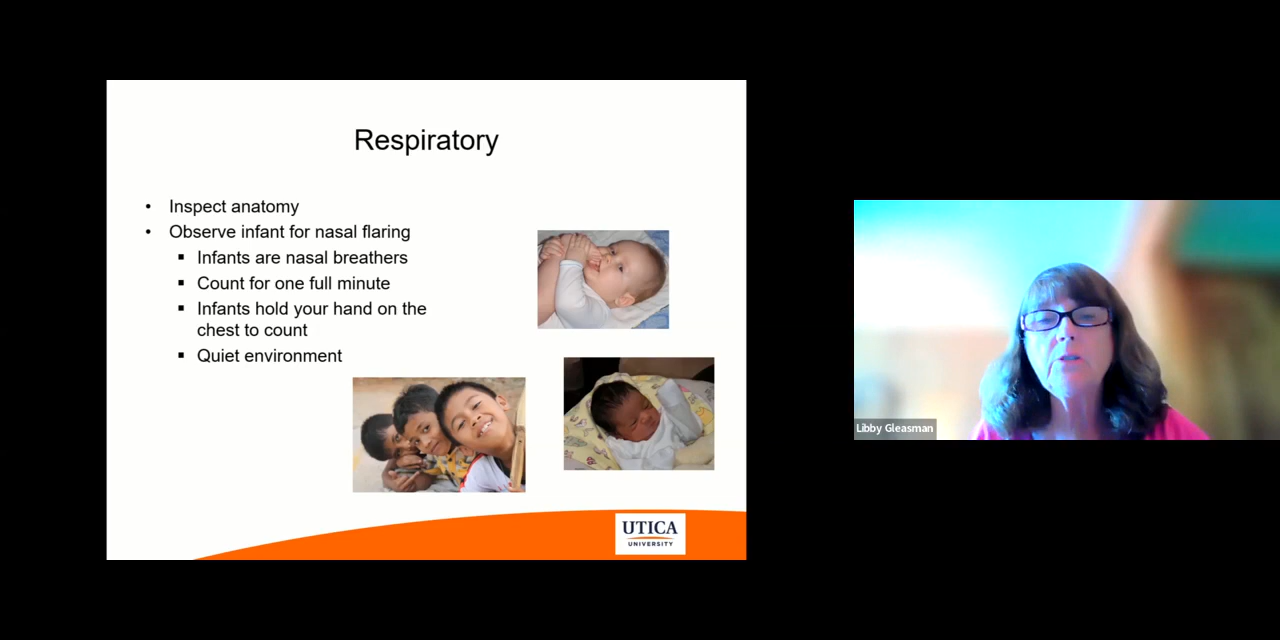 Respiratory
• Inspect anatomy
• Observe infant for nasal flaring
▪ Infants are nasal breathers
▪ Count for one full minute
▪ Infants hold your hand on the
chest to count
▪ Quiet environment
UTICA
UNIVERSITY
Libby Gleasman